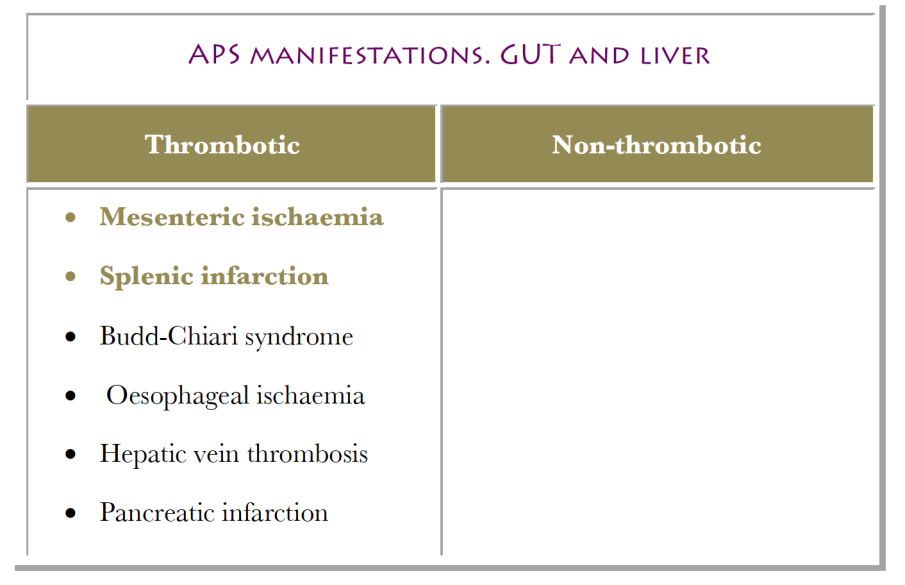 APS MANIFESTATIONS. GUT AND LIVER
Thrombotic
Non-thrombotic
• Mesenteric ischaemia
• Splenic infarction
• Budd-Chiari syndrome
• Oesophageal ischaemia
• Hepatic vein thrombosis
• Pancreatic infarction